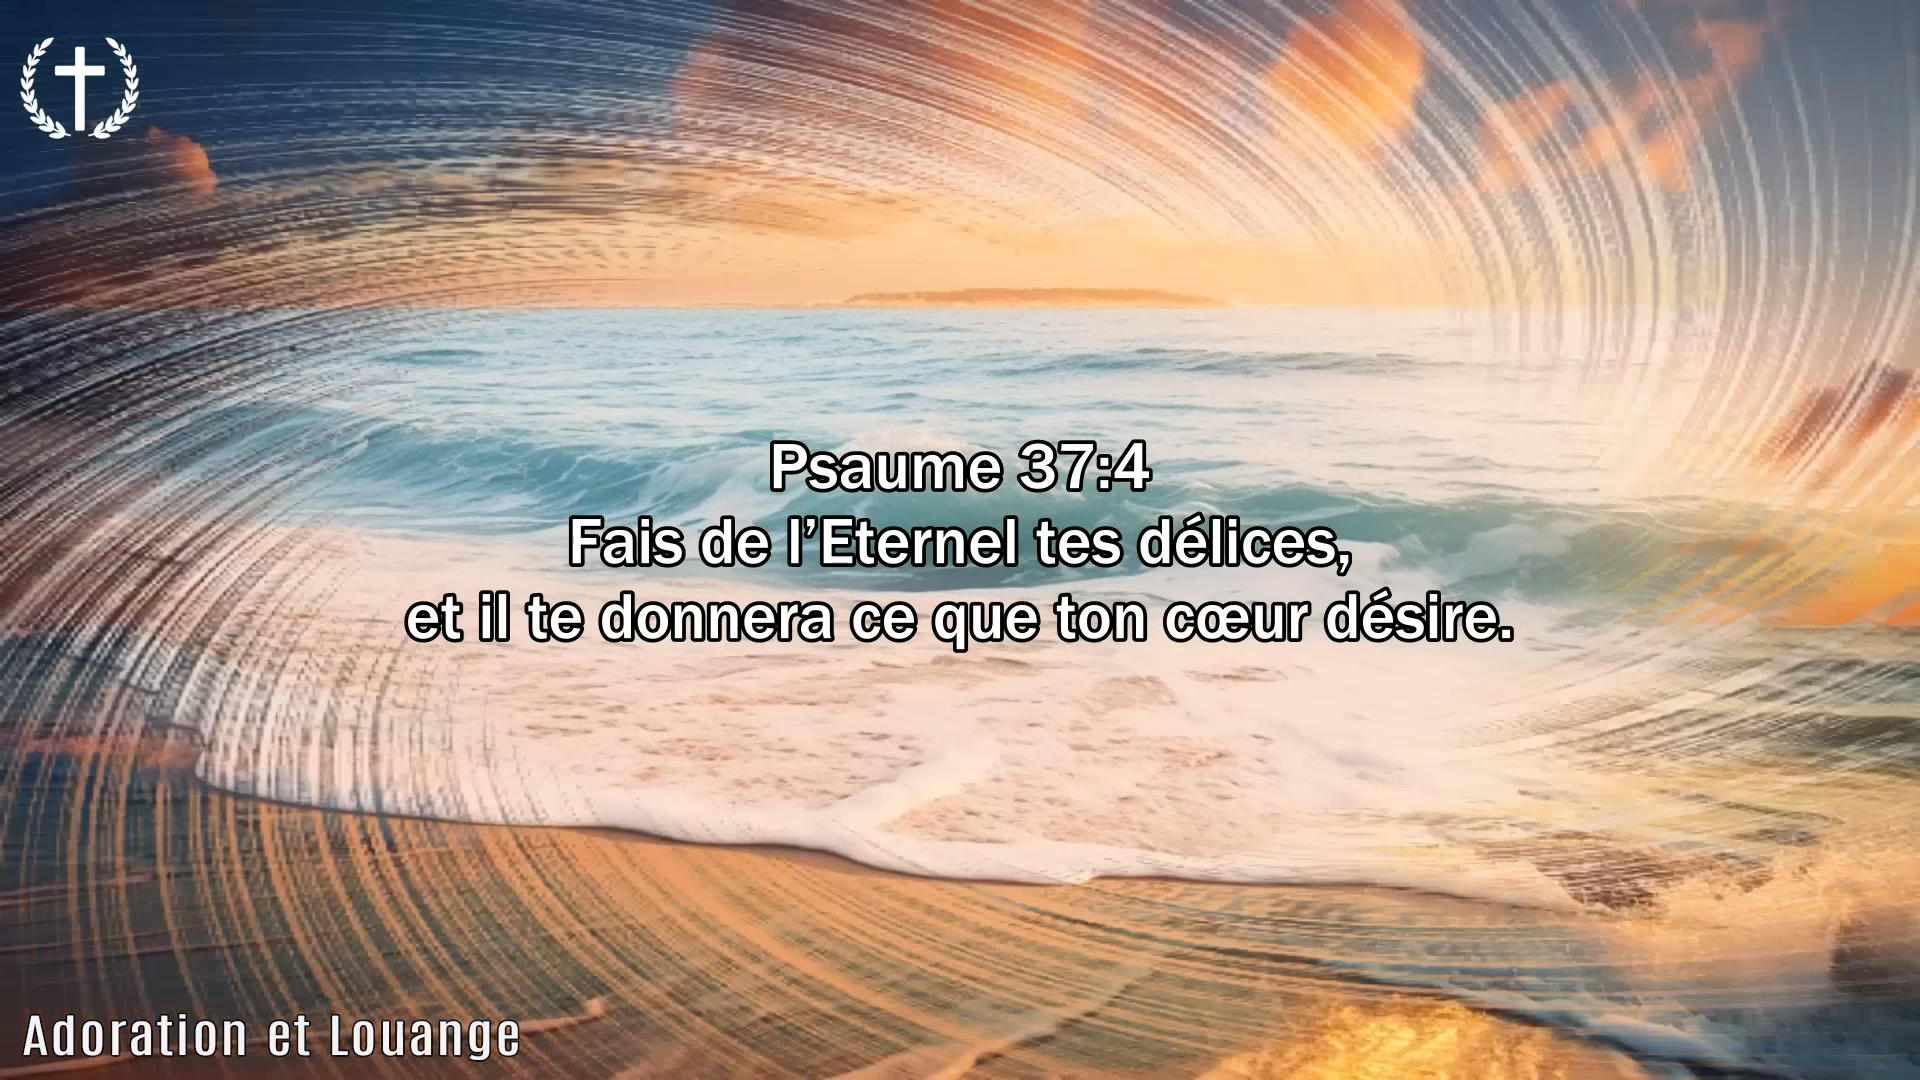 Psaume 37:4
Fais de l’Eternel tes délices,
et il te donnera ce que ton cœur désire.
Adoration et Louange